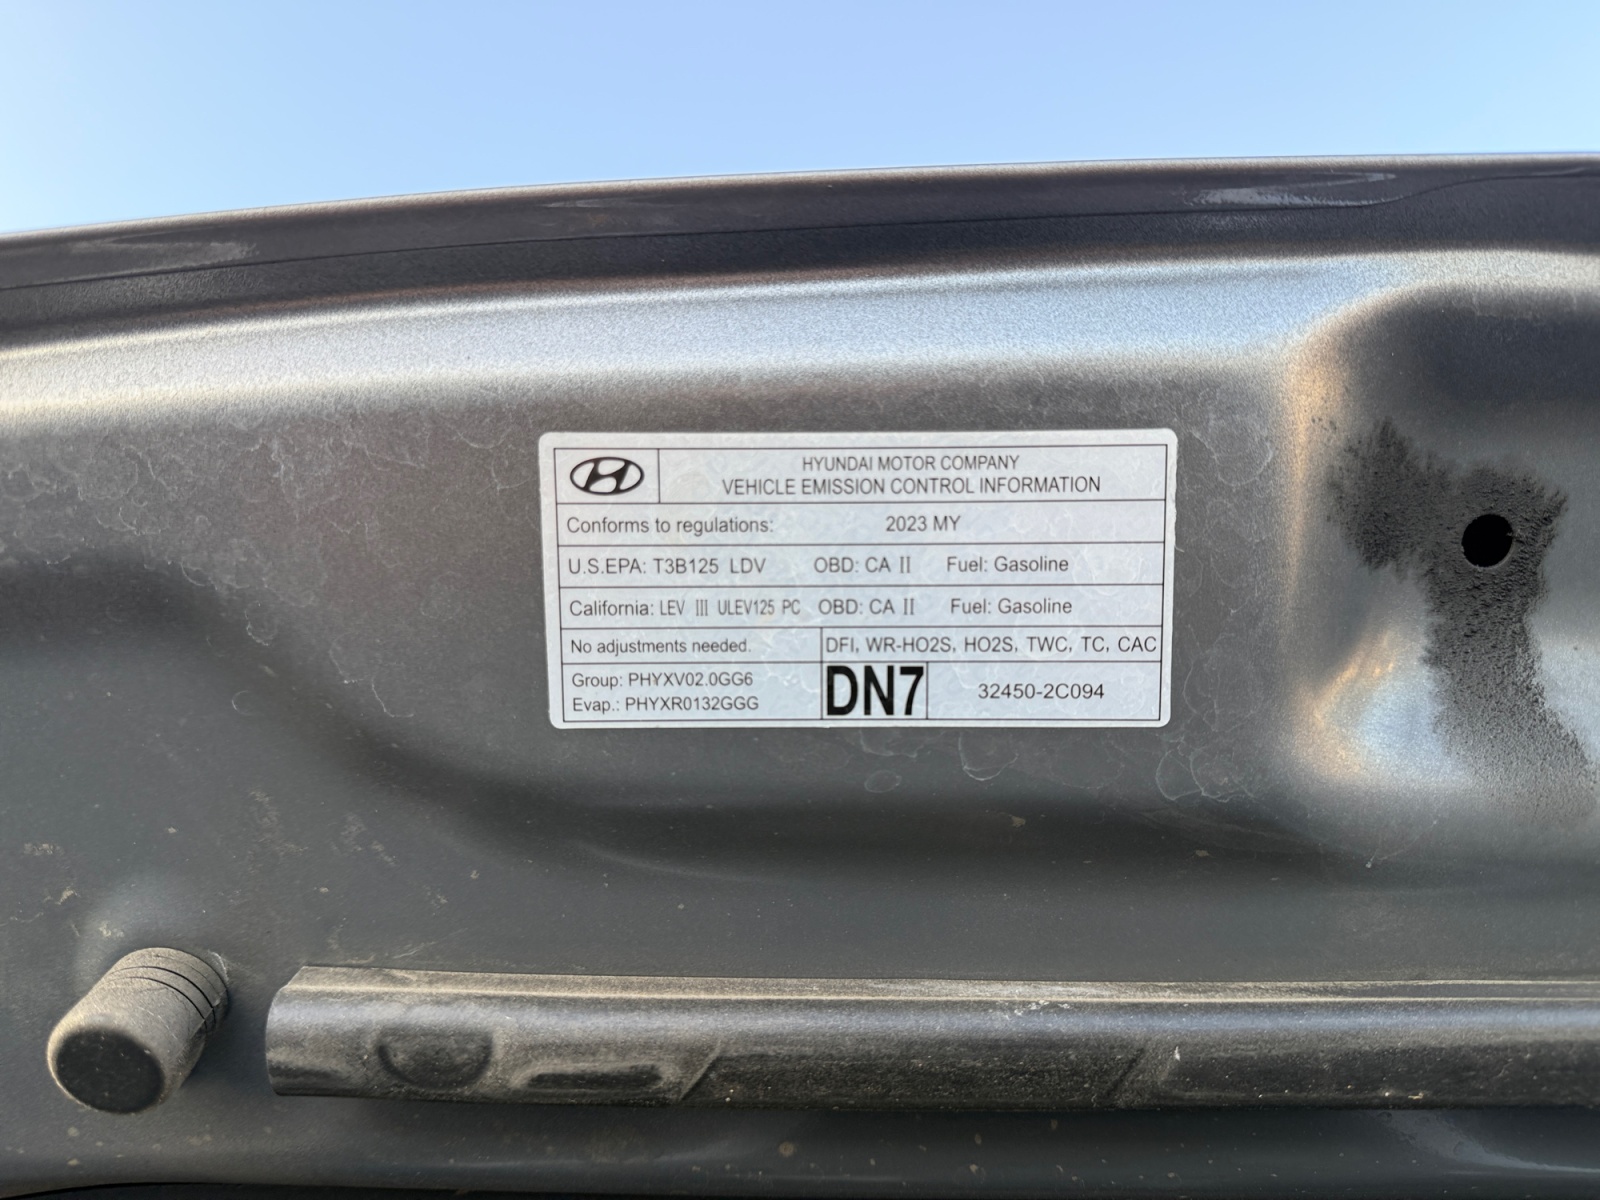 HYUNDAI MOTOR COMPANY
VEHICLE EMISSION CONTROL INFORMATION
Conforms to regulations: 2023 MY
U.S.EPA: T3B125 LDV OBD: CA II Fuel: Gasoline
California: LEV III ULEV125 PC OBD: CA II Fuel: Gasoline
No adjustments needed. DFI, WR-HO2S, HO2S, TWC, TC, CAC
Group: PHYXV02.0GG6
Evap.: PHYXR0132GGG
DN7
32450-2C094